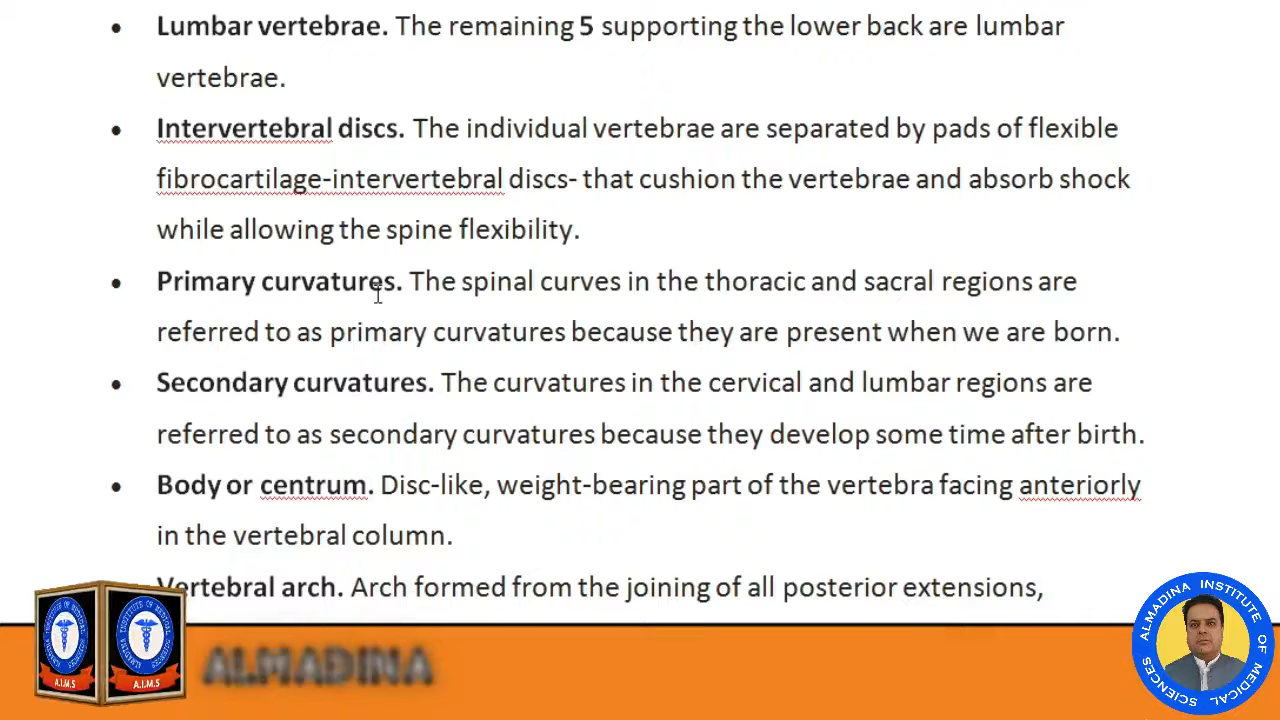 Lumbar vertebrae. The remaining 5 supporting the lower back are lumbar
vertebrae.
Intervertebral discs. The individual vertebrae are separated by pads of flexible
fibrocartilage-intervertebral discs- that cushion the vertebrae and absorb shock
while allowing the spine flexibility.
Primary curvatures. The spinal curves in the thoracic and sacral regions are
referred to as primary curvatures because they are present when we are born.
Secondary curvatures. The curvatures in the cervical and lumbar regions are
referred to as secondary curvatures because they develop some time after birth.
Body or centrum. Disc-like, weight-bearing part of the vertebra facing anteriorly
in the vertebral column.
Vertebral arch. Arch formed from the joining of all posterior extensions,
ALMADINA
A.I.M.S
A.I.M.S
ALMADINA INSTITUTE OF MEDICAL SCIENCES